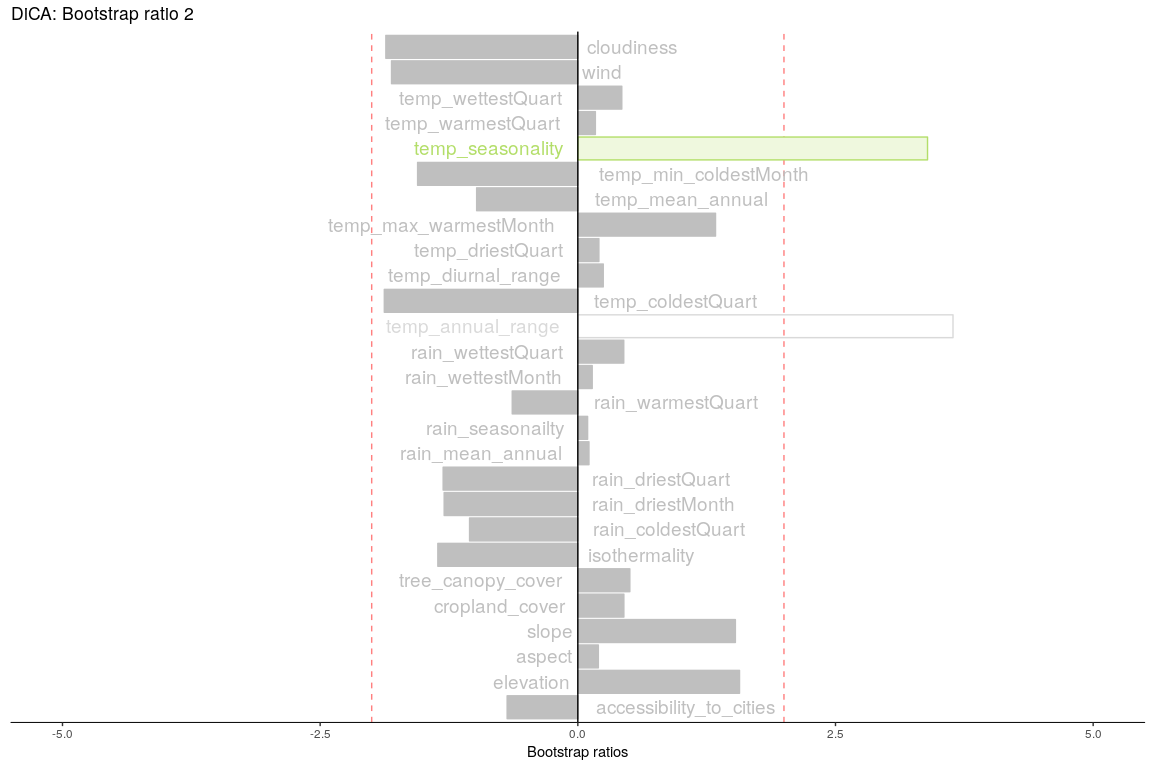 DiCA: Bootstrap ratio 2
cloudiness
wind
temp_wettestQuart
temp_warmestQuart
temp_seasonality
temp_min_coldestMonth
temp_mean_annual
temp_max_warmestMonth
temp_driestQuart
temp_diurnal_range
temp_coldestQuart
temp_annual_range
rain_wettestQuart
rain_wettestMonth
rain_warmestQuart
rain_seasonailty
rain_mean_annual
rain_driestQuart
rain_driestMonth
rain_coldestQuart
isothermality
tree_canopy_cover
cropland_cover
slope
aspect
elevation
accessibility_to_cities
-5.0 -2.5 0.0 2.5 5.0
Bootstrap ratios